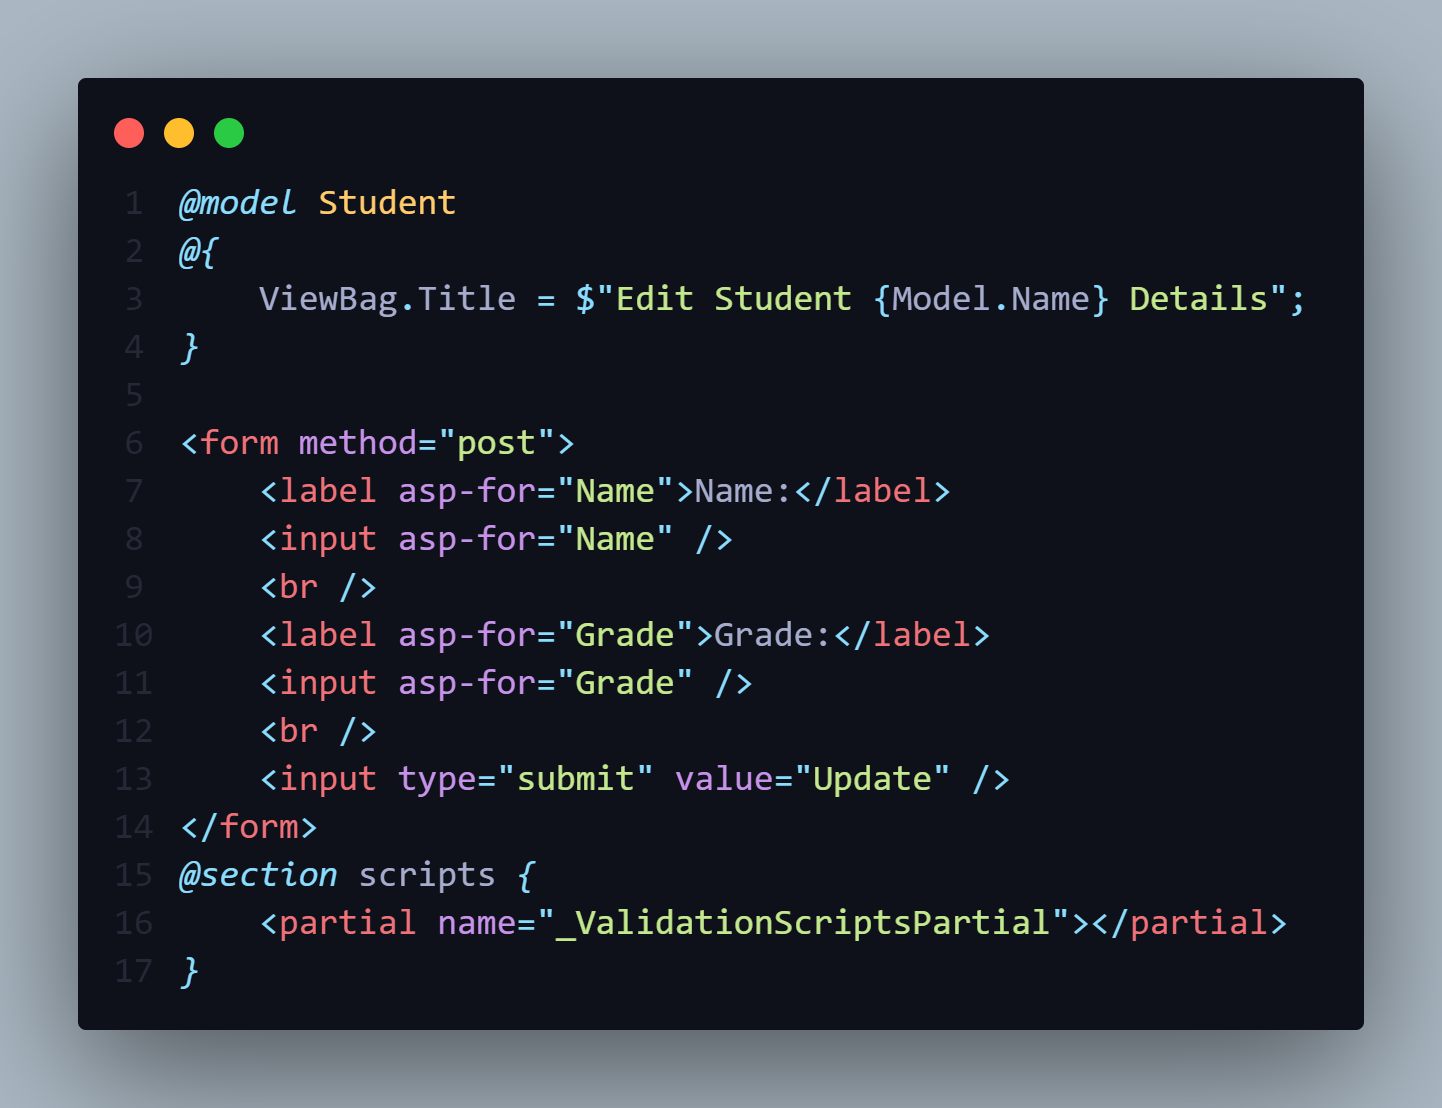 1 @model Student
2 @{
3     ViewBag.Title = $"Edit Student {Model.Name} Details";
4 }
5
6 <form method="post">
7     <label asp-for="Name">Name:</label>
8     <input asp-for="Name" />
9     <br />
10     <label asp-for="Grade">Grade:</label>
11     <input asp-for="Grade" />
12     <br />
13     <input type="submit" value="Update" />
14 </form>
15 @section scripts {
16     <partial name="_ValidationScriptsPartial"></partial>
17 }